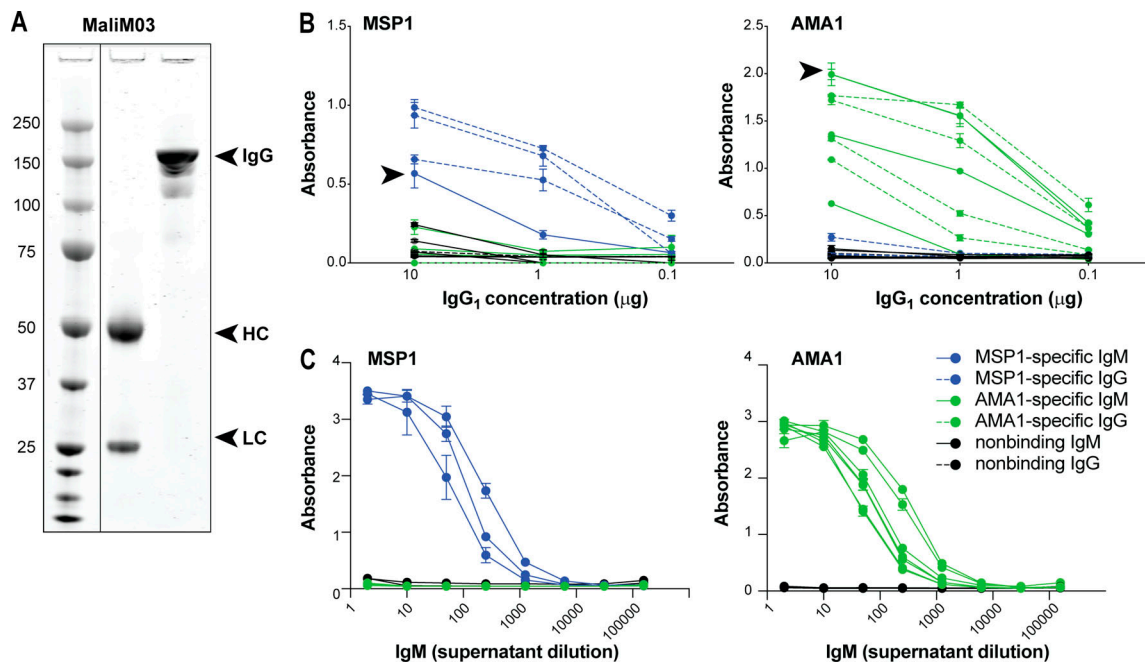 A
MaliM03
250
150
100
75
50
37
25
IgG
HC
LC
B
MSP1
Absorbance
1.5
1.0
0.5
0.0
10
1
0.1
IgG1 concentration (μg)
AMA1
Absorbance
2.5
2.0
1.5
1.0
0.5
0.0
10
1
0.1
IgG1 concentration (μg)
C
MSP1
Absorbance
4
3
2
1
0
1
10
100
1000
10000
100000
IgM (supernatant dilution)
AMA1
Absorbance
4
3
2
1
0
1
10
100
1000
10000
100000
IgM (supernatant dilution)
MSP1-specific IgM
MSP1-specific IgG
AMA1-specific IgM
AMA1-specific IgG
nonbinding IgM
nonbinding IgG